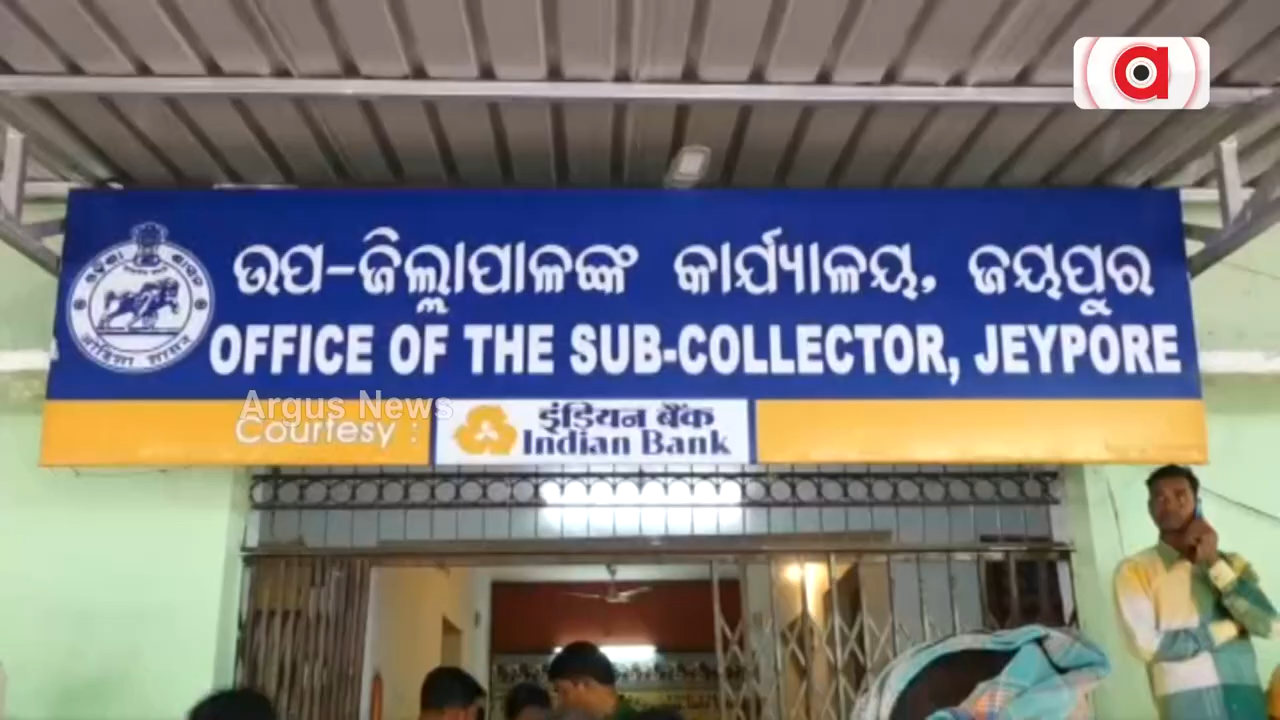 ଉପ-ଜିଲ୍ଲାପାଳଙ୍କ କାର୍ଯ୍ୟାଳୟ, ଜୟପୁର
OFFICE OF THE SUB-COLLECTOR, JEYPORE
Argus News
Courtesy :
इंडियन बैंक
Indian Bank